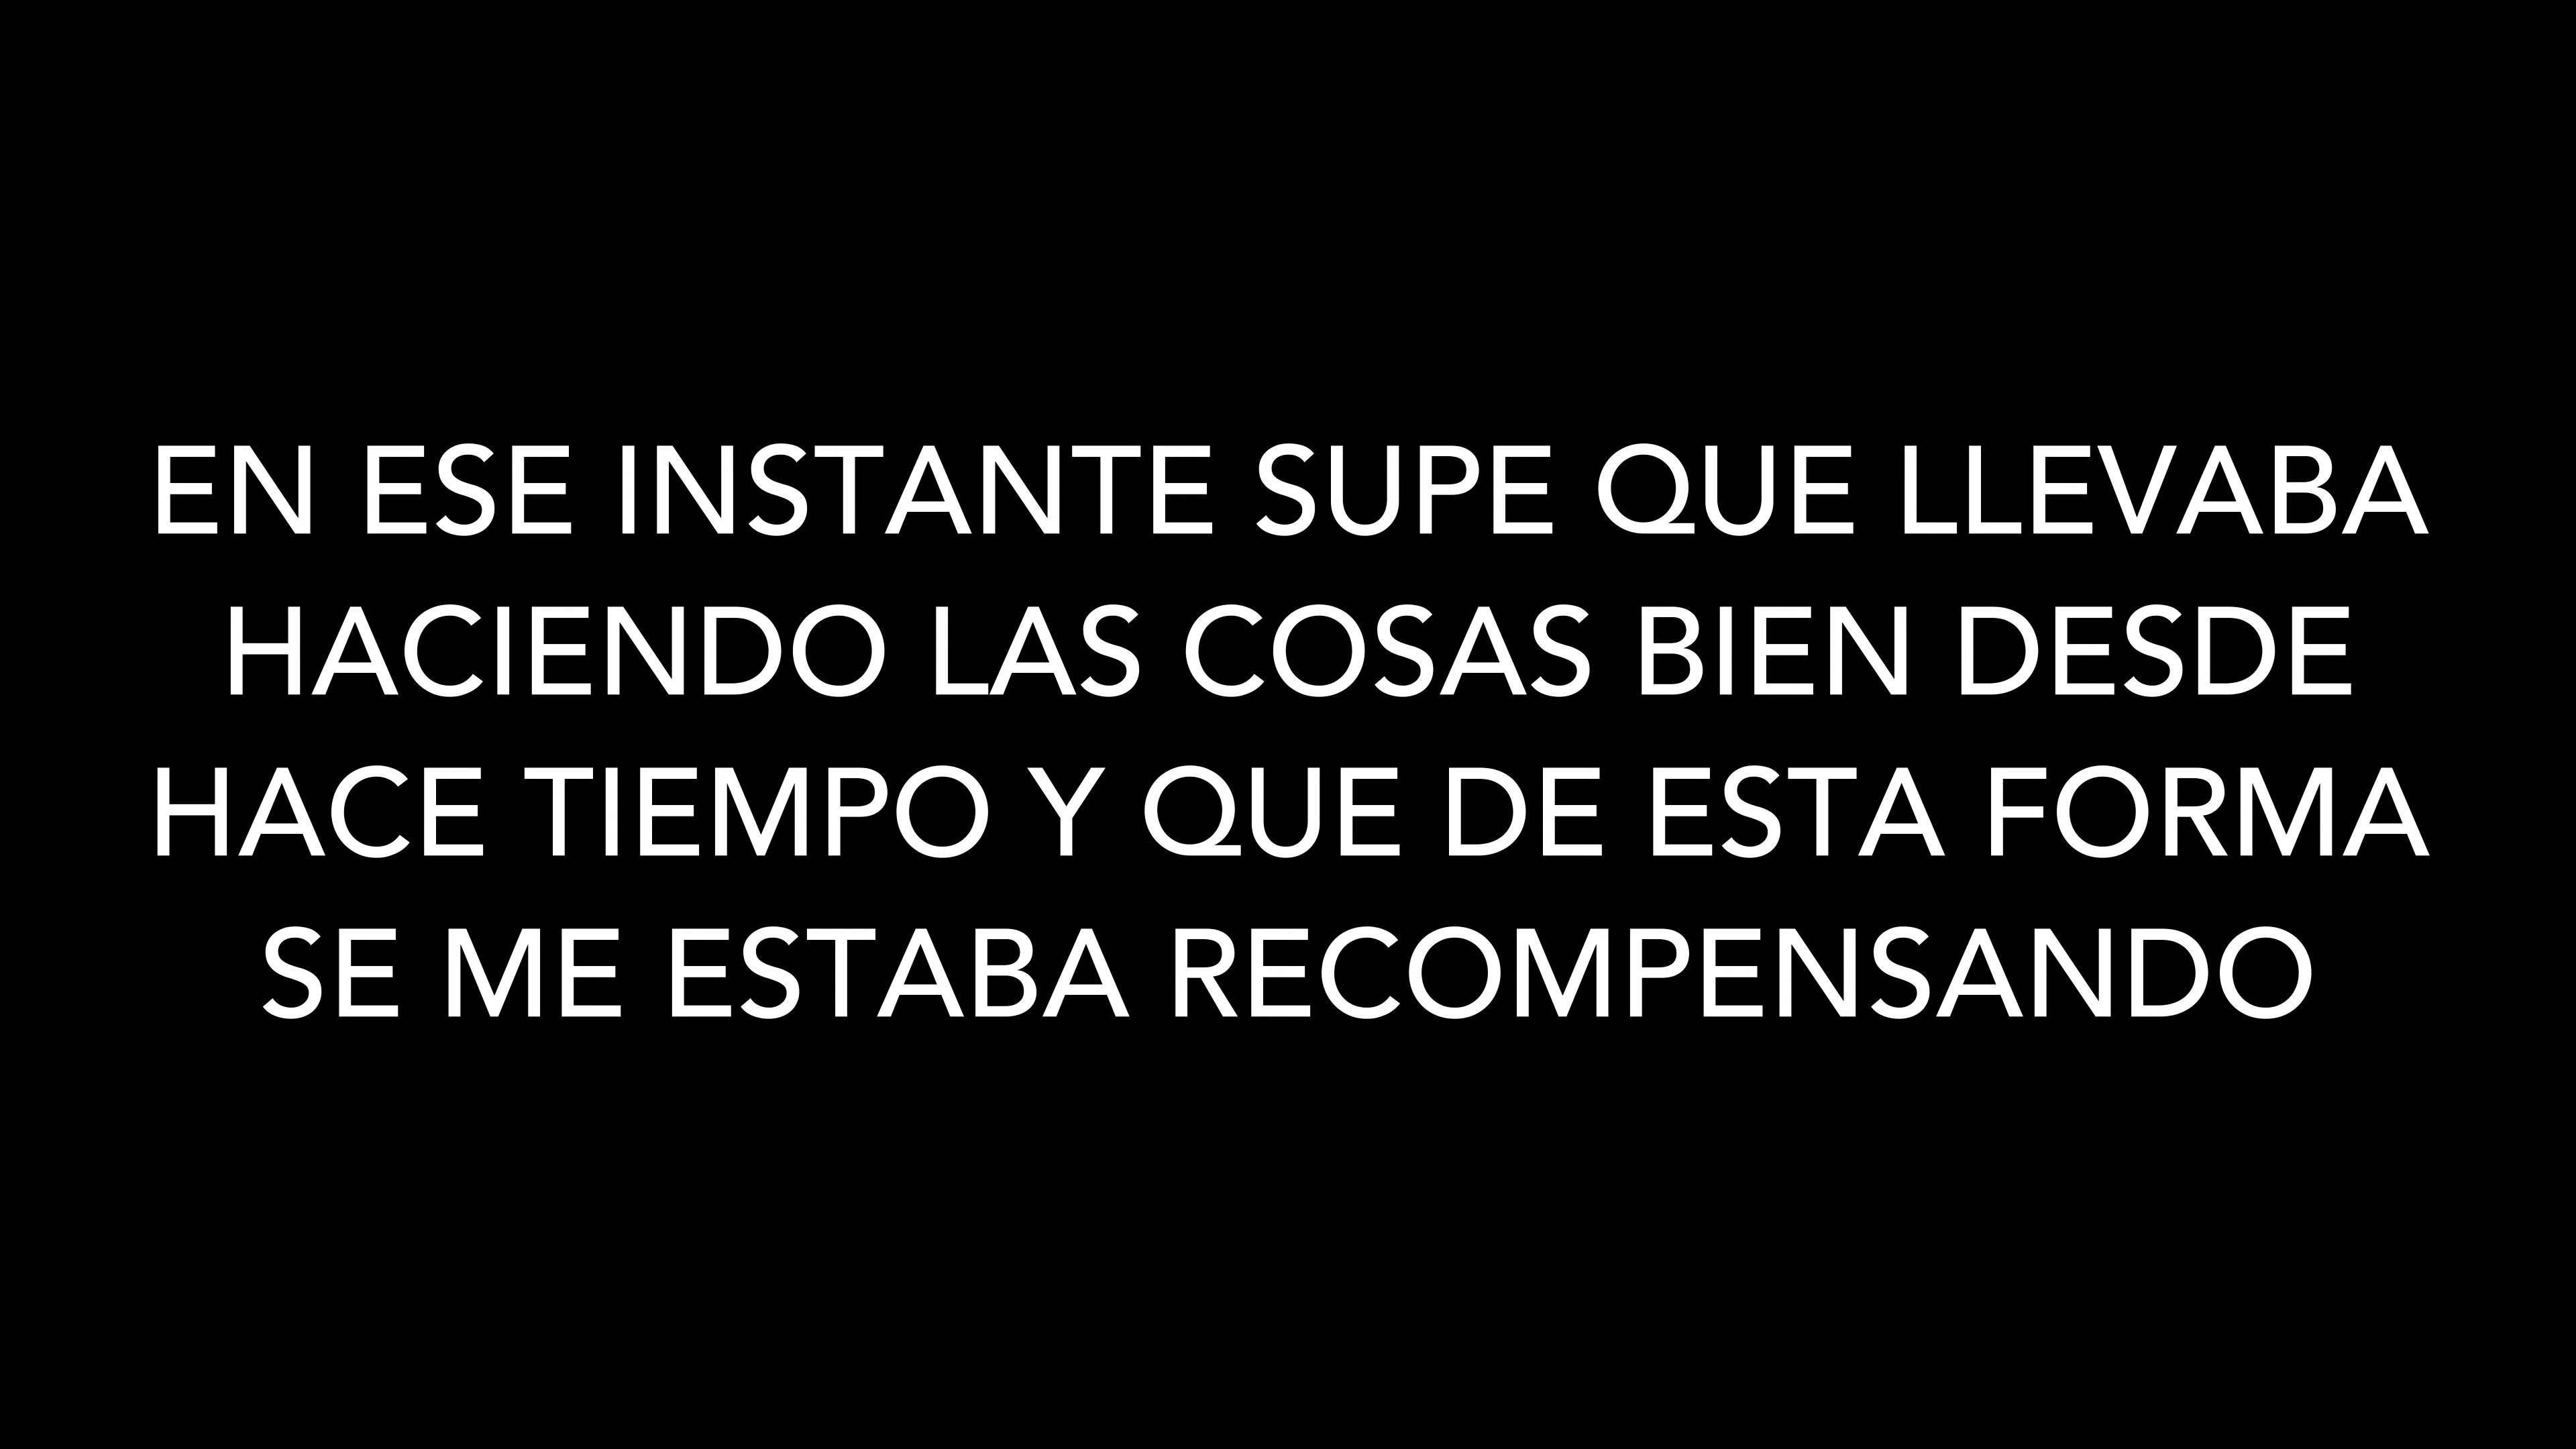 EN ESE INSTANTE SUPE QUE LLEVABA
HACIENDO LAS COSAS BIEN DESDE
HACE TIEMPO Y QUE DE ESTA FORMA
SE ME ESTABA RECOMPENSANDO